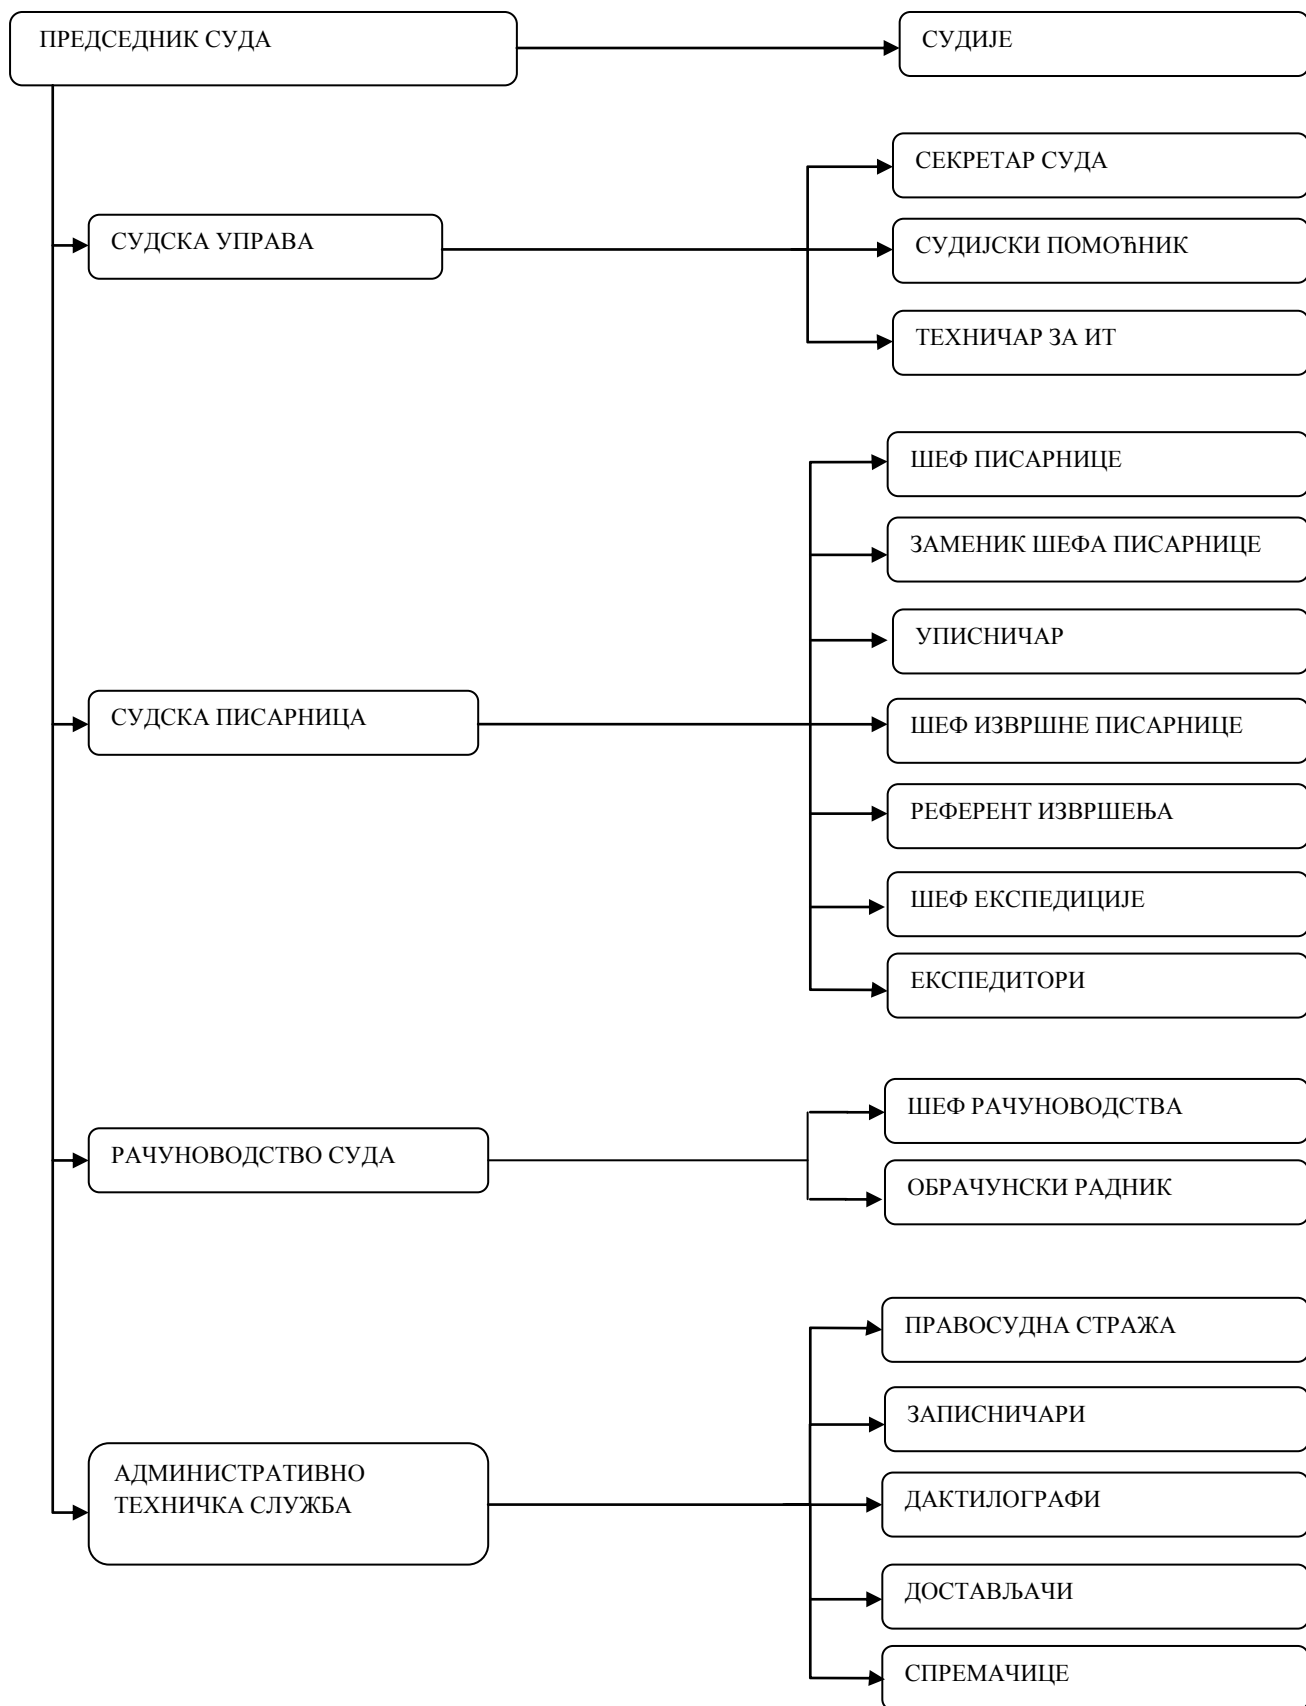 ПРЕДСЕДНИК СУДА
СУДИЈЕ
СЕКРЕТАР СУДА
СУДСКА УПРАВА
СУДИЈСКИ ПОМОЋНИК
ТЕХНИЧАР ЗА ИТ
ШЕФ ПИСАРНИЦЕ
ЗАМЕНИК ШЕФА ПИСАРНИЦЕ
УПИСНИЧАР
СУДСКА ПИСАРНИЦА
ШЕФ ИЗВРШНЕ ПИСАРНИЦЕ
РЕФЕРЕНТ ИЗВРШЕЊА
ШЕФ ЕКСПЕДИЦИЈЕ
ЕКСПЕДИТОРИ
ШЕФ РАЧУНОВОДСТВА
РАЧУНОВОДСТВО СУДА
ОБРАЧУНСКИ РАДНИК
ПРАВОСУДНА СТРАЖА
ЗАПИСНИЧАРИ
АДМИНИСТРАТИВНО
ТЕХНИЧКА СЛУЖБА
ДАКТИЛОГРАФИ
ДОСТАВЉАЧИ
СПРЕМАЧИЦЕ